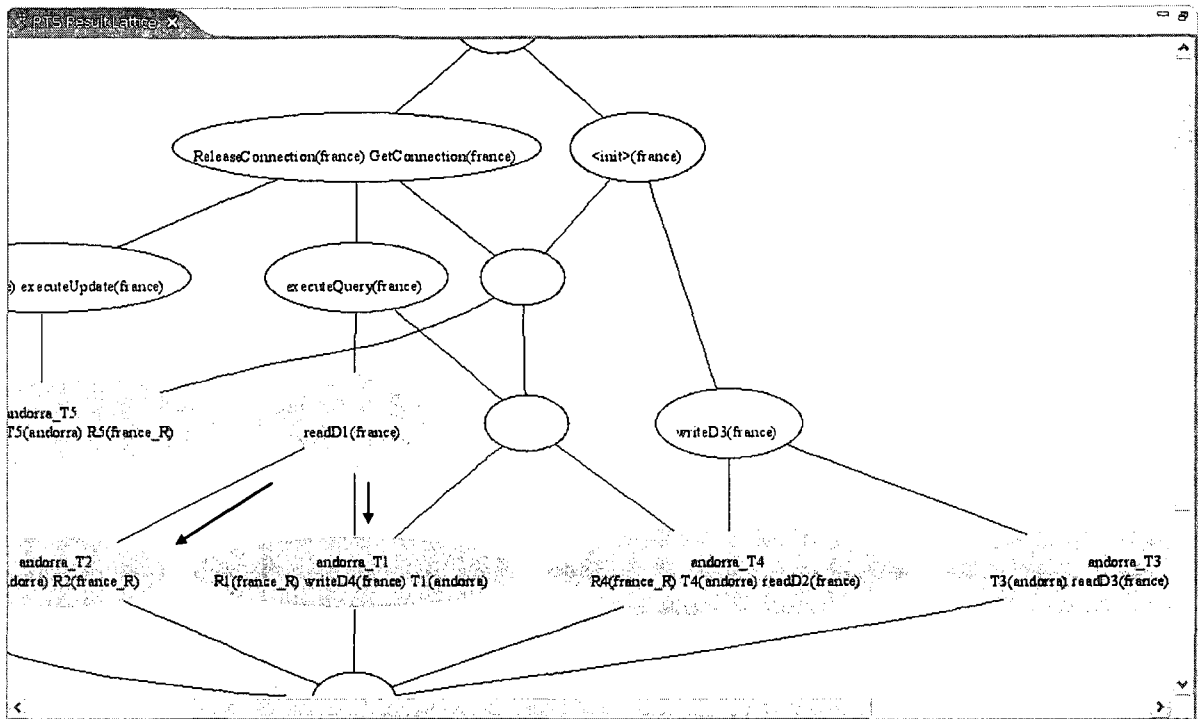 RTS Result Lattice
ReleaseConnection(france) GetConnection(france)
<init>(france)
) executeUpdate(france)
executeQuery(france)
andorra_T5
T5(andorra) R5(france_R)
readD1(france)
writeD3(france)
andorra_T2
dorra) R2(france_R)
andorra_T1
R1(france_R) writeD4(france) T1(andorra)
andorra_T4
R4(france_R) T4(andorra) readD2(france)
andorra_T3
T3(andorra) readD3(france)